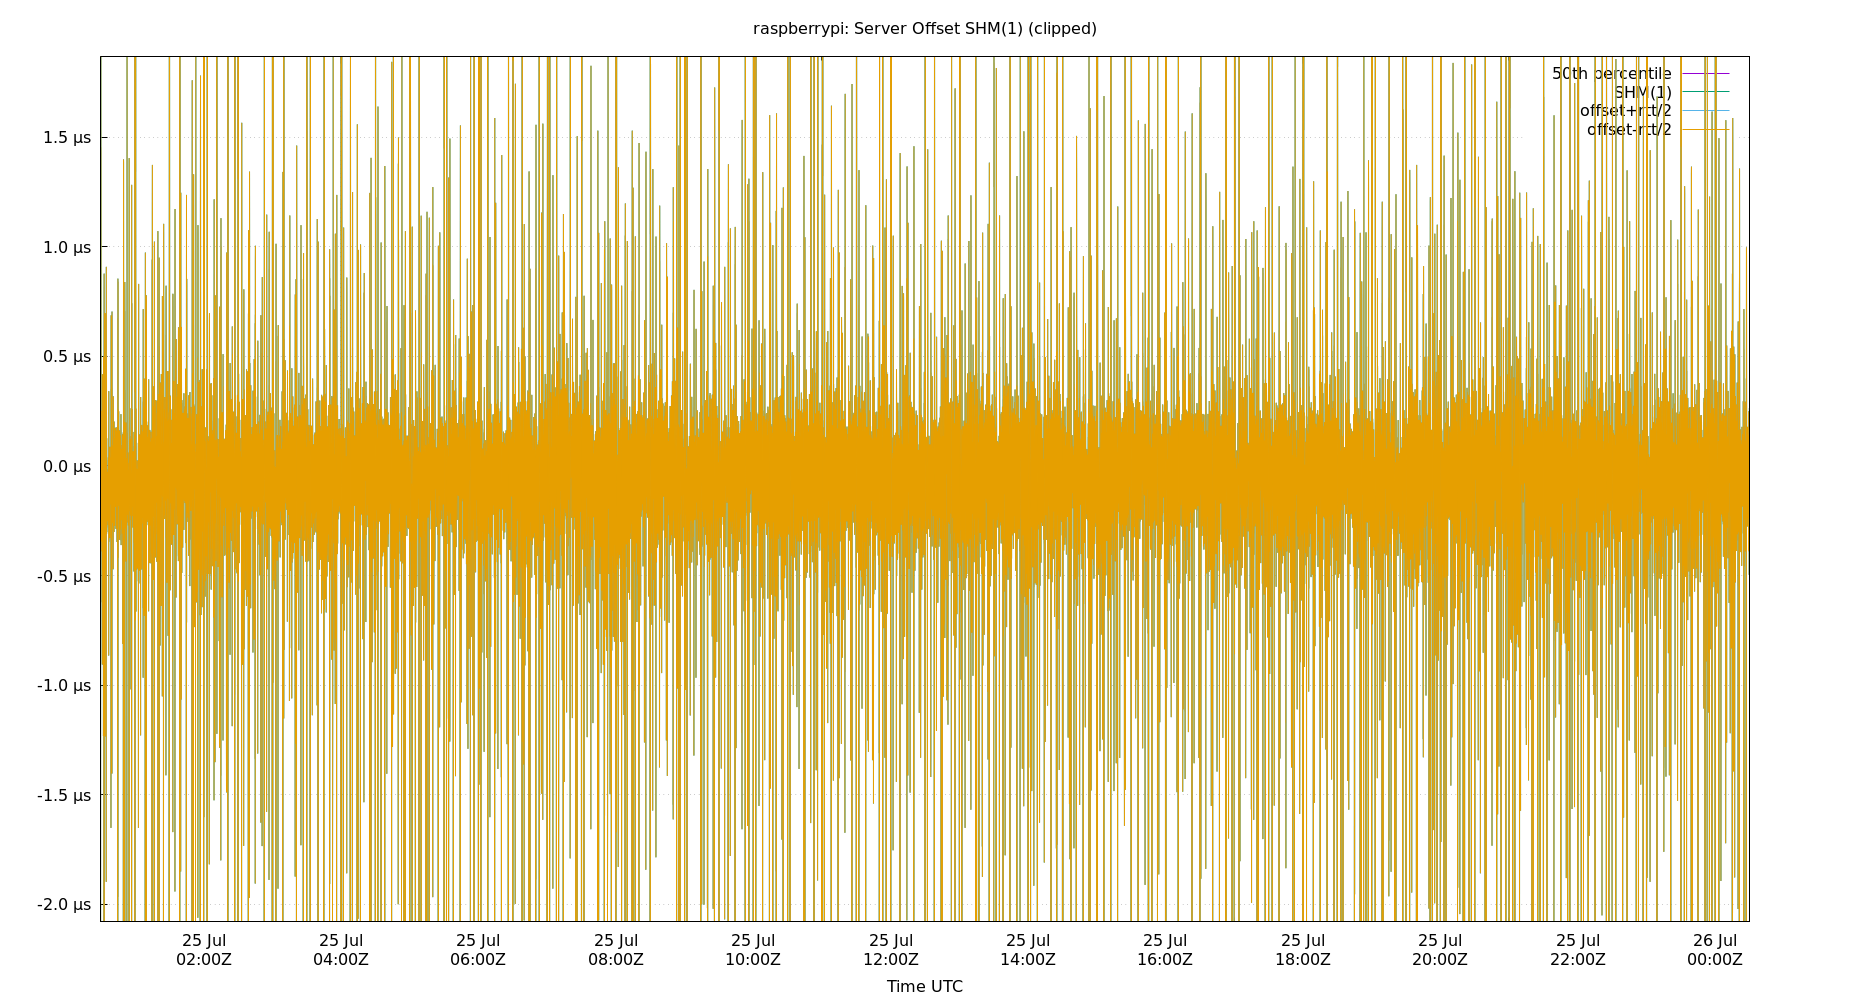 raspberrypi: Server Offset SHM(1) (clipped)
50th percentile
SHM(1)
offset+rtt/2
offset-rtt/2
1.5 µs
1.0 µs
0.5 µs
0.0 µs
-0.5 µs
-1.0 µs
-1.5 µs
-2.0 µs
25 Jul 25 Jul 25 Jul 25 Jul 25 Jul 25 Jul 25 Jul 25 Jul 25 Jul 25 Jul 25 Jul 26 Jul
02:00Z 04:00Z 06:00Z 08:00Z 10:00Z 12:00Z 14:00Z 16:00Z 18:00Z 20:00Z 22:00Z 00:00Z
Time UTC